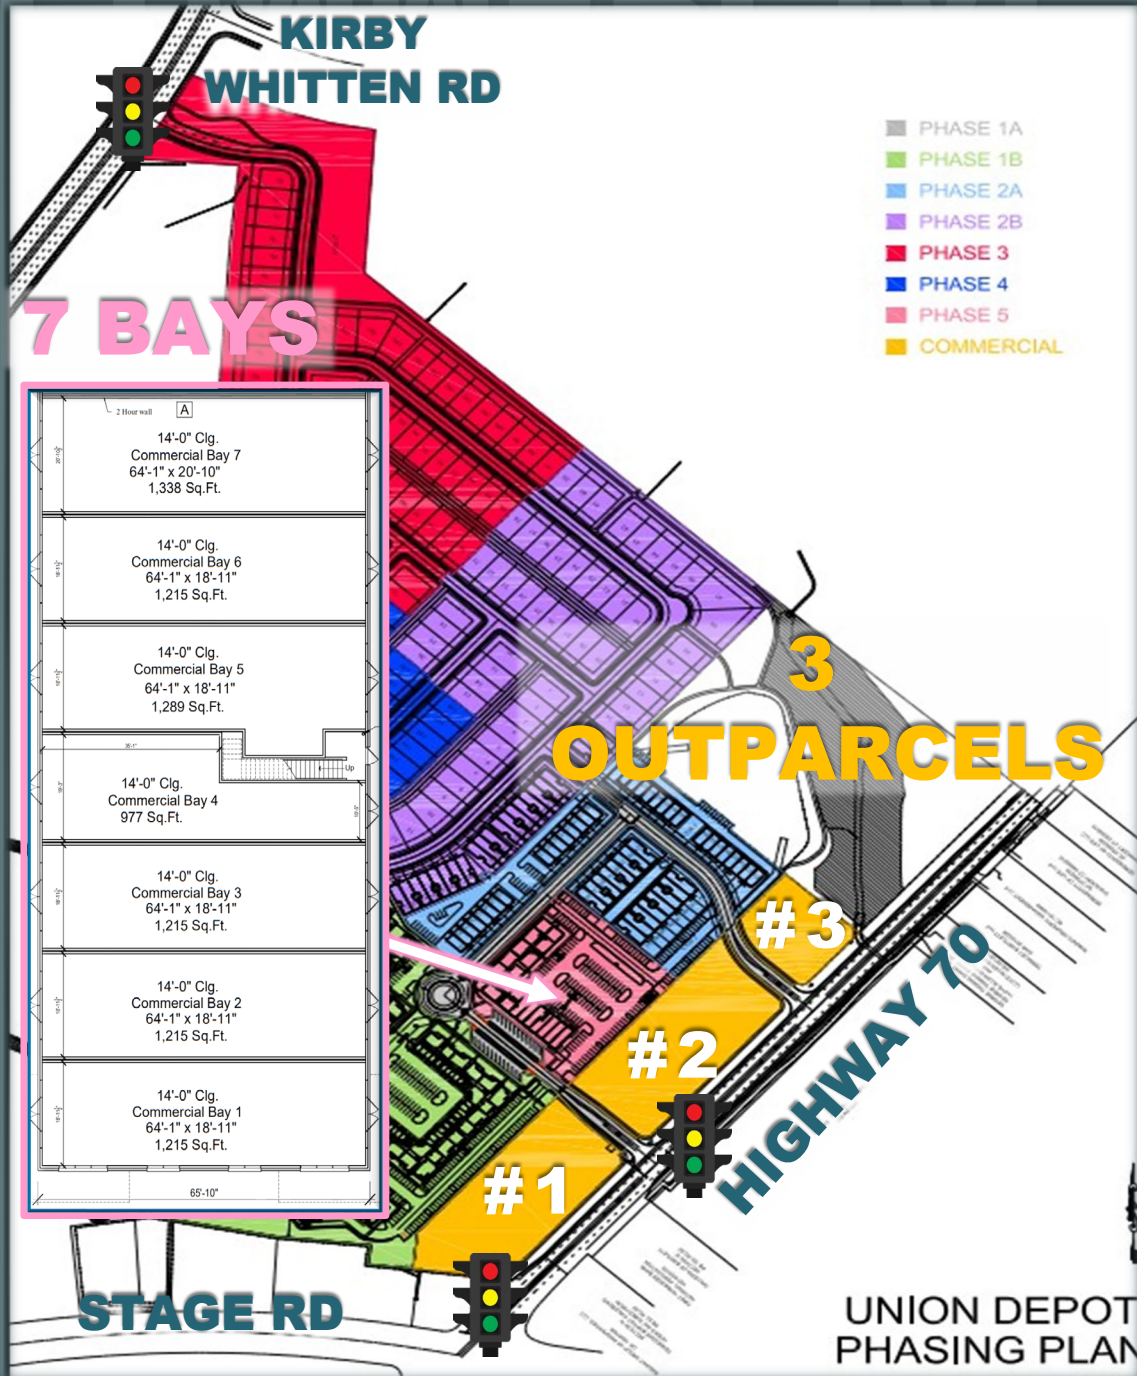 KIRBY
WHITTEN RD
PHASE 1A
PHASE 1B
PHASE 2A
PHASE 2B
PHASE 3
PHASE 4
PHASE 5
COMMERCIAL
7 BAYS
2 Hour wall
A
14'-0" Clg.
Commercial Bay 7
64'-1" x 20'-10"
1,338 Sq.Ft.
14'-0" Clg.
Commercial Bay 6
64'-1" x 18'-11"
1,215 Sq.Ft.
14'-0" Clg.
Commercial Bay 5
64'-1" x 18'-11"
1,289 Sq.Ft.
Up
14'-0" Clg.
Commercial Bay 4
977 Sq.Ft.
14'-0" Clg.
Commercial Bay 3
64'-1" x 18'-11"
1,215 Sq.Ft.
14'-0" Clg.
Commercial Bay 2
64'-1" x 18'-11"
1,215 Sq.Ft.
14'-0" Clg.
Commercial Bay 1
64'-1" x 18'-11"
1,215 Sq.Ft.
65'-10"
3
OUTPARCELS
#3
#2
#1
HIGHWAY 70
STAGE RD
UNION DEPOT
PHASING PLAN